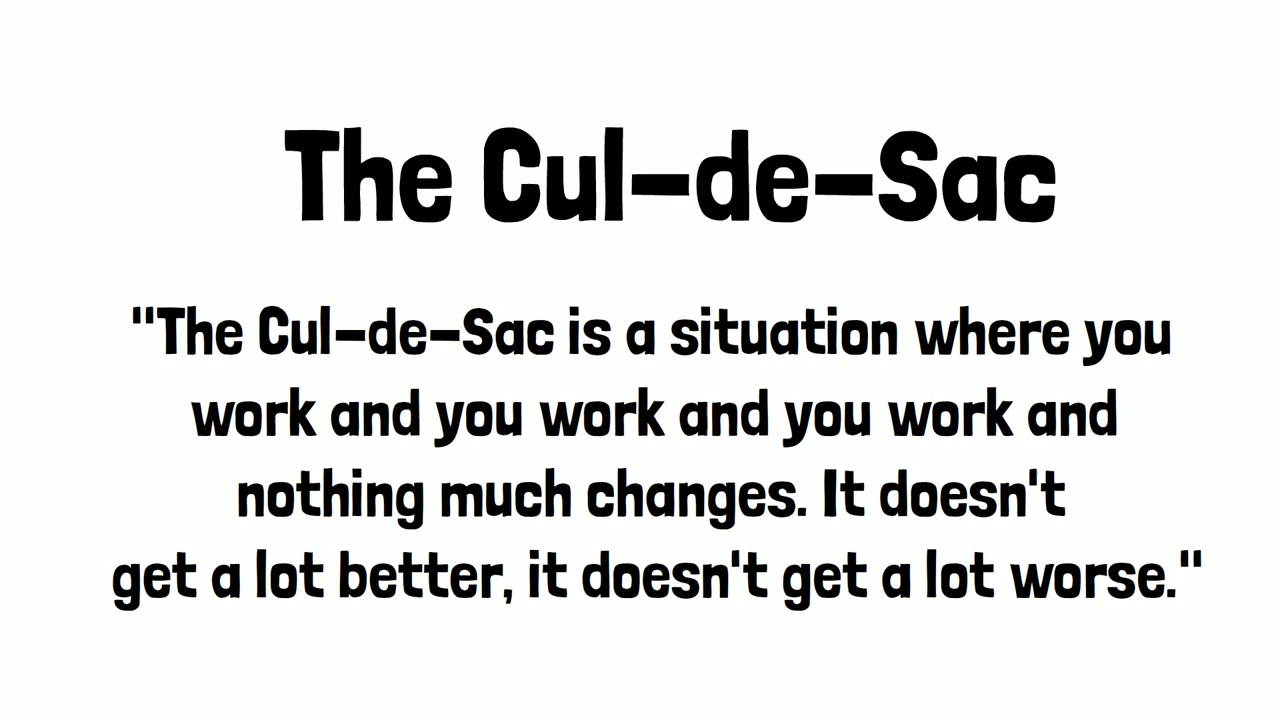 The Cul-de-Sac
"The Cul-de-Sac is a situation where you
work and you work and you work and
nothing much changes. It doesn't
get a lot better, it doesn't get a lot worse."